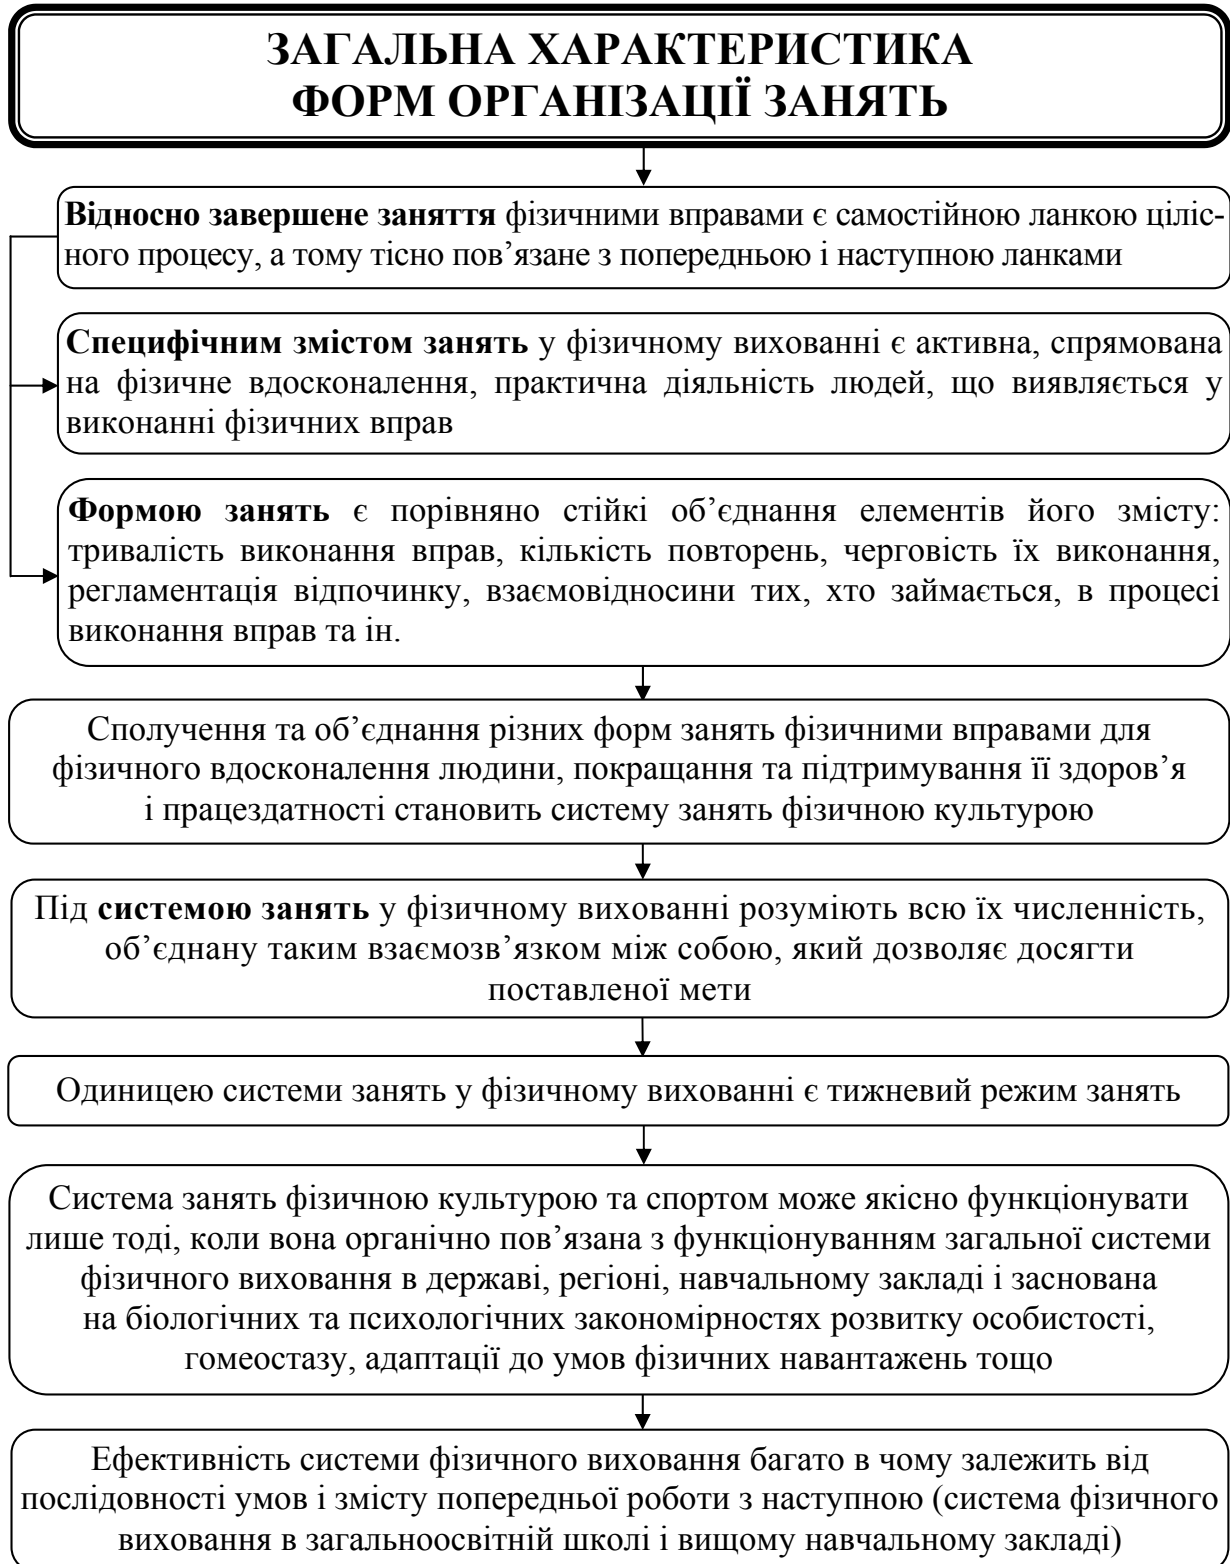 ЗАГАЛЬНА ХАРАКТЕРИСТИКА
ФОРМ ОРГАНІЗАЦІЇ ЗАНЯТЬ
Відносно завершене заняття фізичними вправами є самостійною ланкою ціліс-
ного процесу, а тому тісно пов’язане з попередньою і наступною ланками
Специфічним змістом занять у фізичному вихованні є активна, спрямована
на фізичне вдосконалення, практична діяльність людей, що виявляється у
виконанні фізичних вправ
Формою занять є порівняно стійкі об’єднання елементів його змісту:
тривалість виконання вправ, кількість повторень, черговість їх виконання,
регламентація відпочинку, взаємовідносини тих, хто займається, в процесі
виконання вправ та ін.
Сполучення та об’єднання різних форм занять фізичними вправами для
фізичного вдосконалення людини, покращання та підтримування її здоров’я
і працездатності становить систему занять фізичною культурою
Під системою занять у фізичному вихованні розуміють всю їх численність,
об’єднану таким взаємозв’язком між собою, який дозволяє досягти
поставленої мети
Одиницею системи занять у фізичному вихованні є тижневий режим занять
Система занять фізичною культурою та спортом може якісно функціонувати
лише тоді, коли вона органічно пов’язана з функціонуванням загальної системи
фізичного виховання в державі, регіоні, навчальному закладі і заснована
на біологічних та психологічних закономірностях розвитку особистості,
гомеостазу, адаптації до умов фізичних навантажень тощо
Ефективність системи фізичного виховання багато в чому залежить від
послідовності умов і змісту попередньої роботи з наступною (система фізичного
виховання в загальноосвітній школі і вищому навчальному закладі)